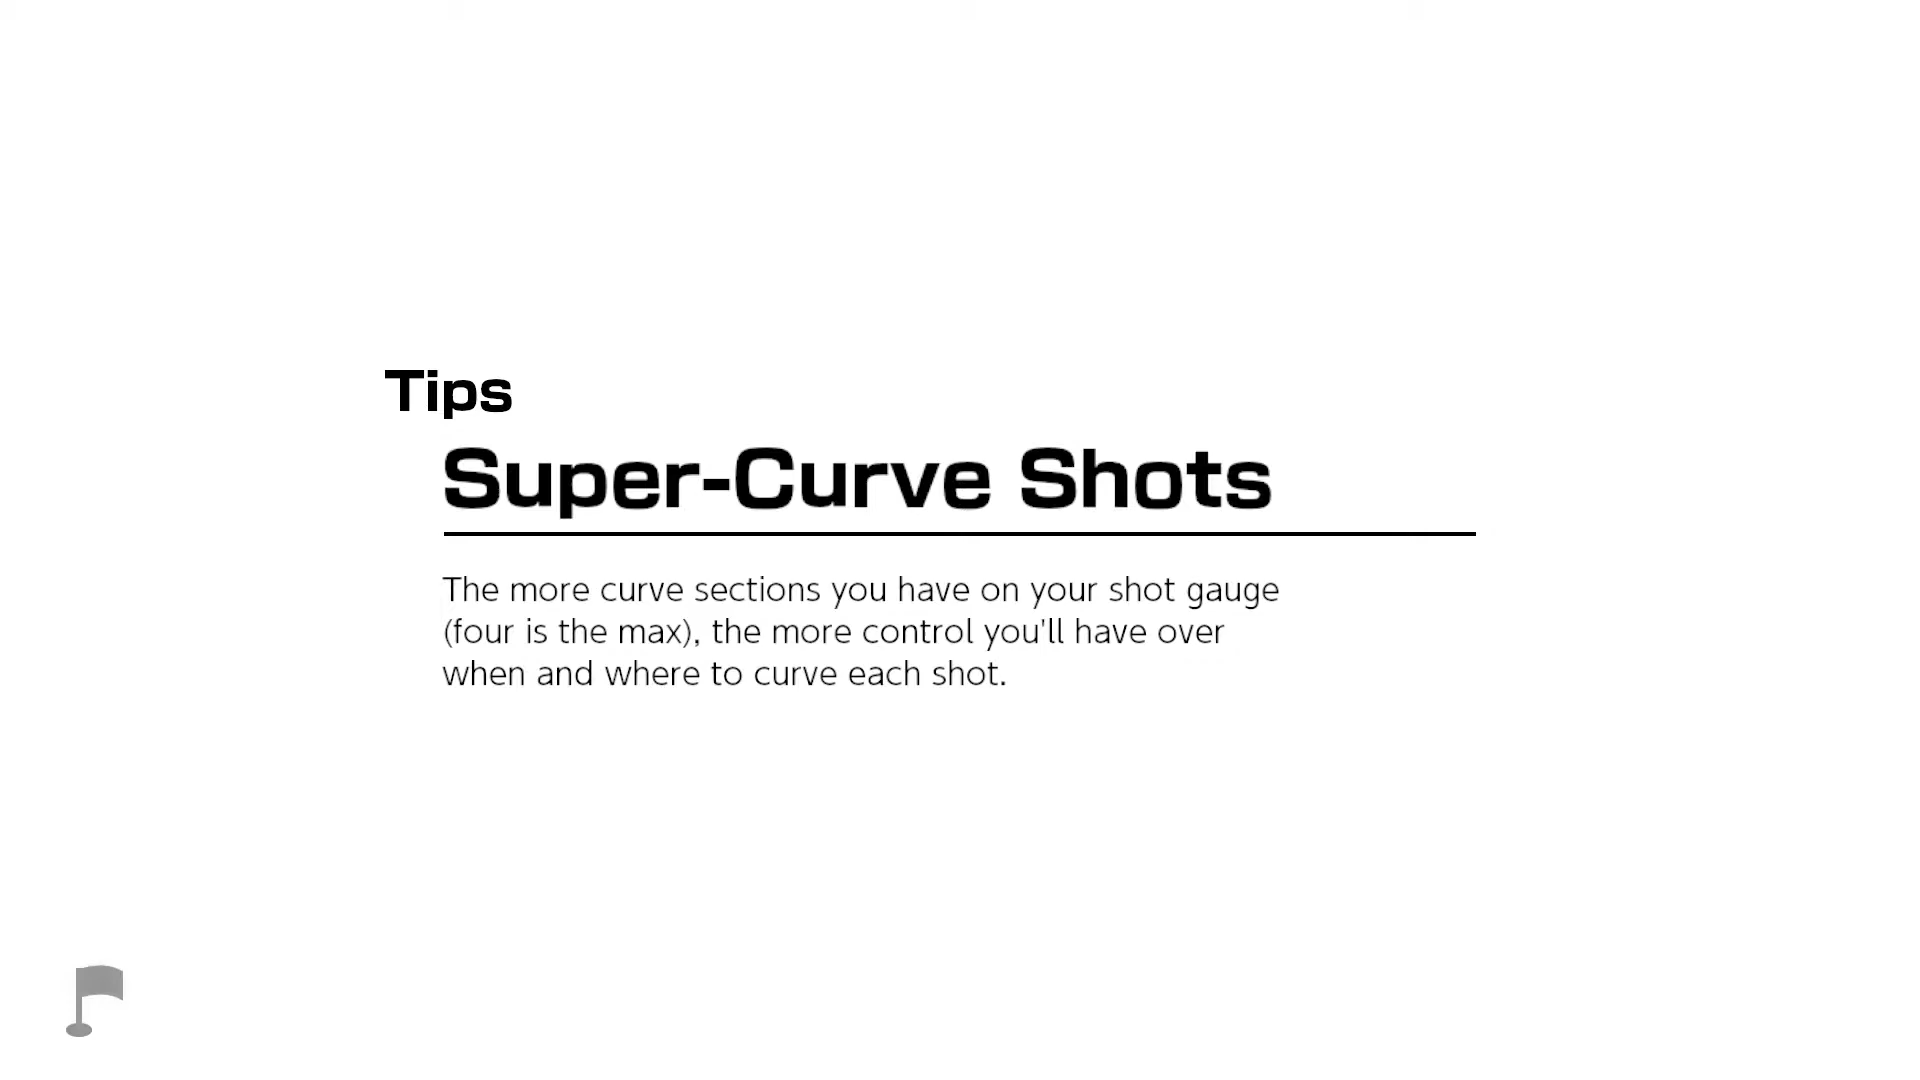 Tips
Super-Curve Shots
The more curve sections you have on your shot gauge
(four is the max), the more control you'll have over
when and where to curve each shot.